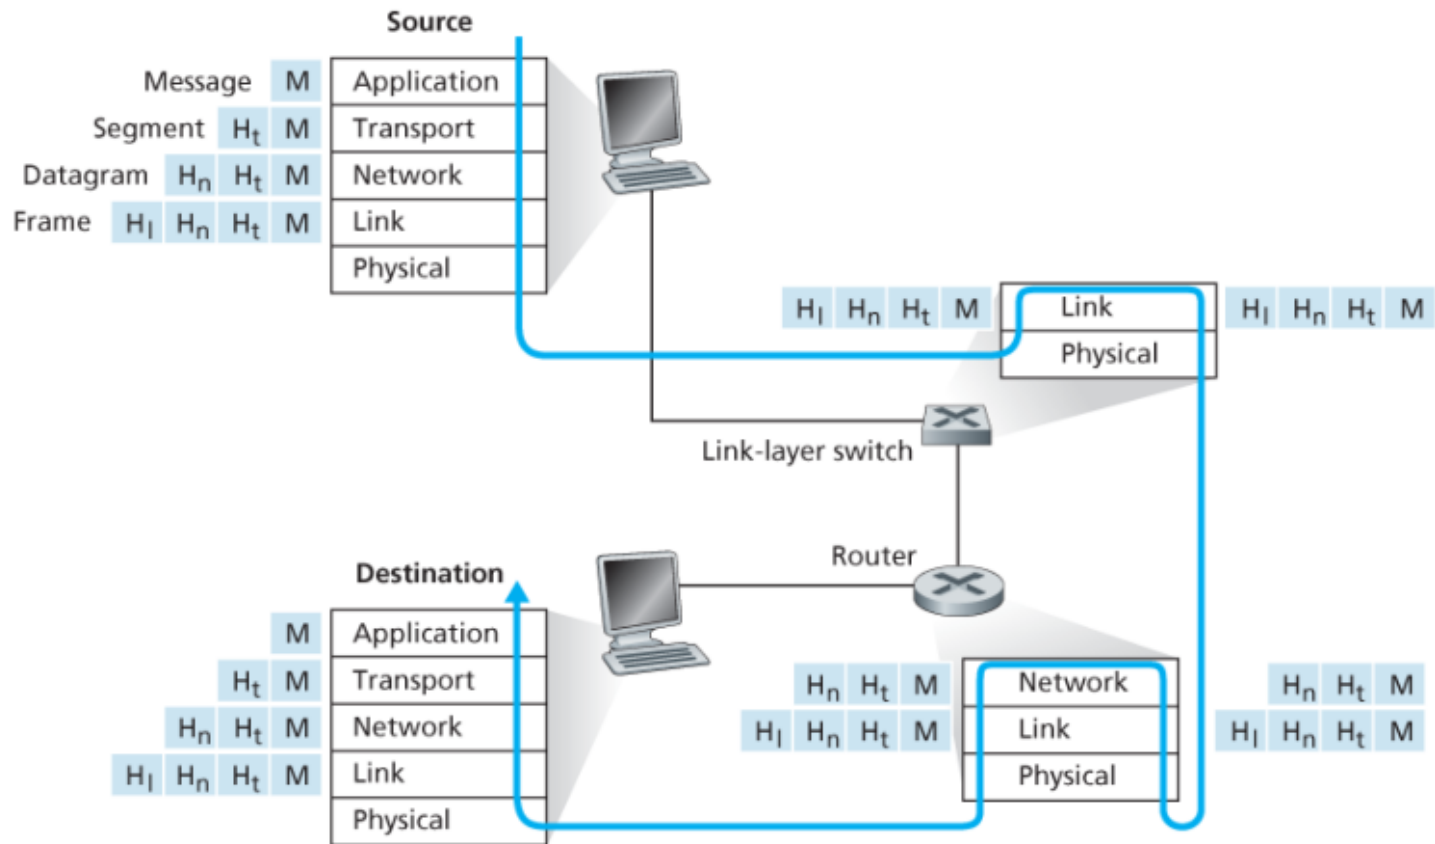 Source
Message M Application
Segment Ht M Transport
Datagram Hn Ht M Network
Frame Hl Hn Ht M Link
Physical
Hl Hn Ht M Link Hl Hn Ht M
Physical
Link-layer switch
Router
Destination
M Application
Ht M Transport
Hn Ht M Network
Hl Hn Ht M Link
Physical
Hn Ht M Network Hn Ht M
Hl Hn Ht M Link Hl Hn Ht M
Physical